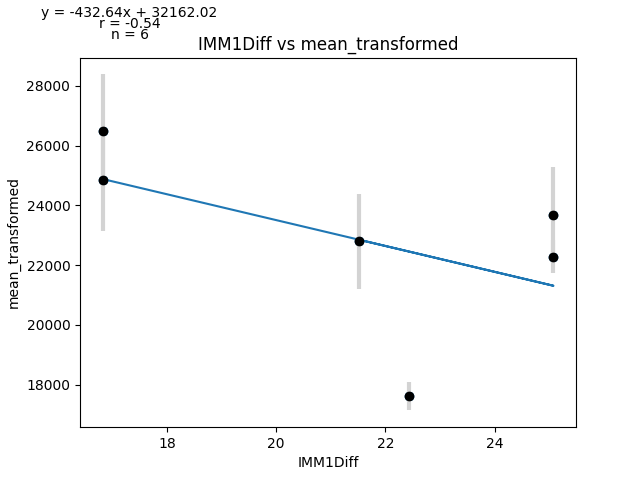 y = -432.64x + 32162.02
r = -0.54
n = 6
IMM1Diff vs mean_transformed
28000
26000
24000
22000
20000
18000
mean_transformed
18 20 22 24
IMM1Diff